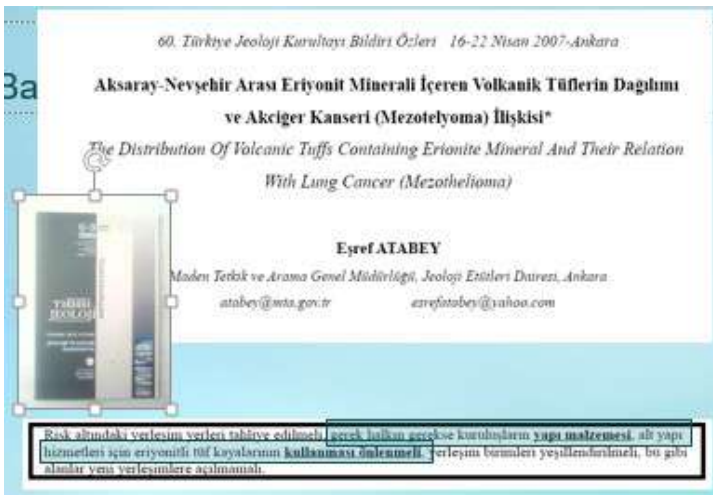 60. Türkiye Jeoloji Kurultayı Bildiri Özleri 16-22 Nisan 2007-Ankara
Ba
Aksaray-Nevşehir Arası Eriyonit Minerali İçeren Volkanik Tüflerin Dağılımı
ve Akciğer Kanseri (Mezotelyoma) İlişkisi*
The Distribution Of Volcanic Tuffs Containing Erionite Mineral And Their Relation
With Lung Cancer (Mezothelioma)
Eşref ATABEY
Maden Tetkik ve Arama Genel Müdürlüğü, Jeoloji Etütleri Dairesi, Ankara
atabey@mta.gov.tr esrefatabey@yahoo.com
JEOLOJİ
Risk altındaki yerleşim yerleri tahliye edilmeli, gerek halkın gerekse kuruluşların yapı malzemesi, alt yapı
hizmetleri için eriyonitli tüf kayalarının kullanması önlenmeli, yerleşim birimleri yeşillendirilmeli, bu gibi
alanlar yeni yerleşimlere açılmamalı.